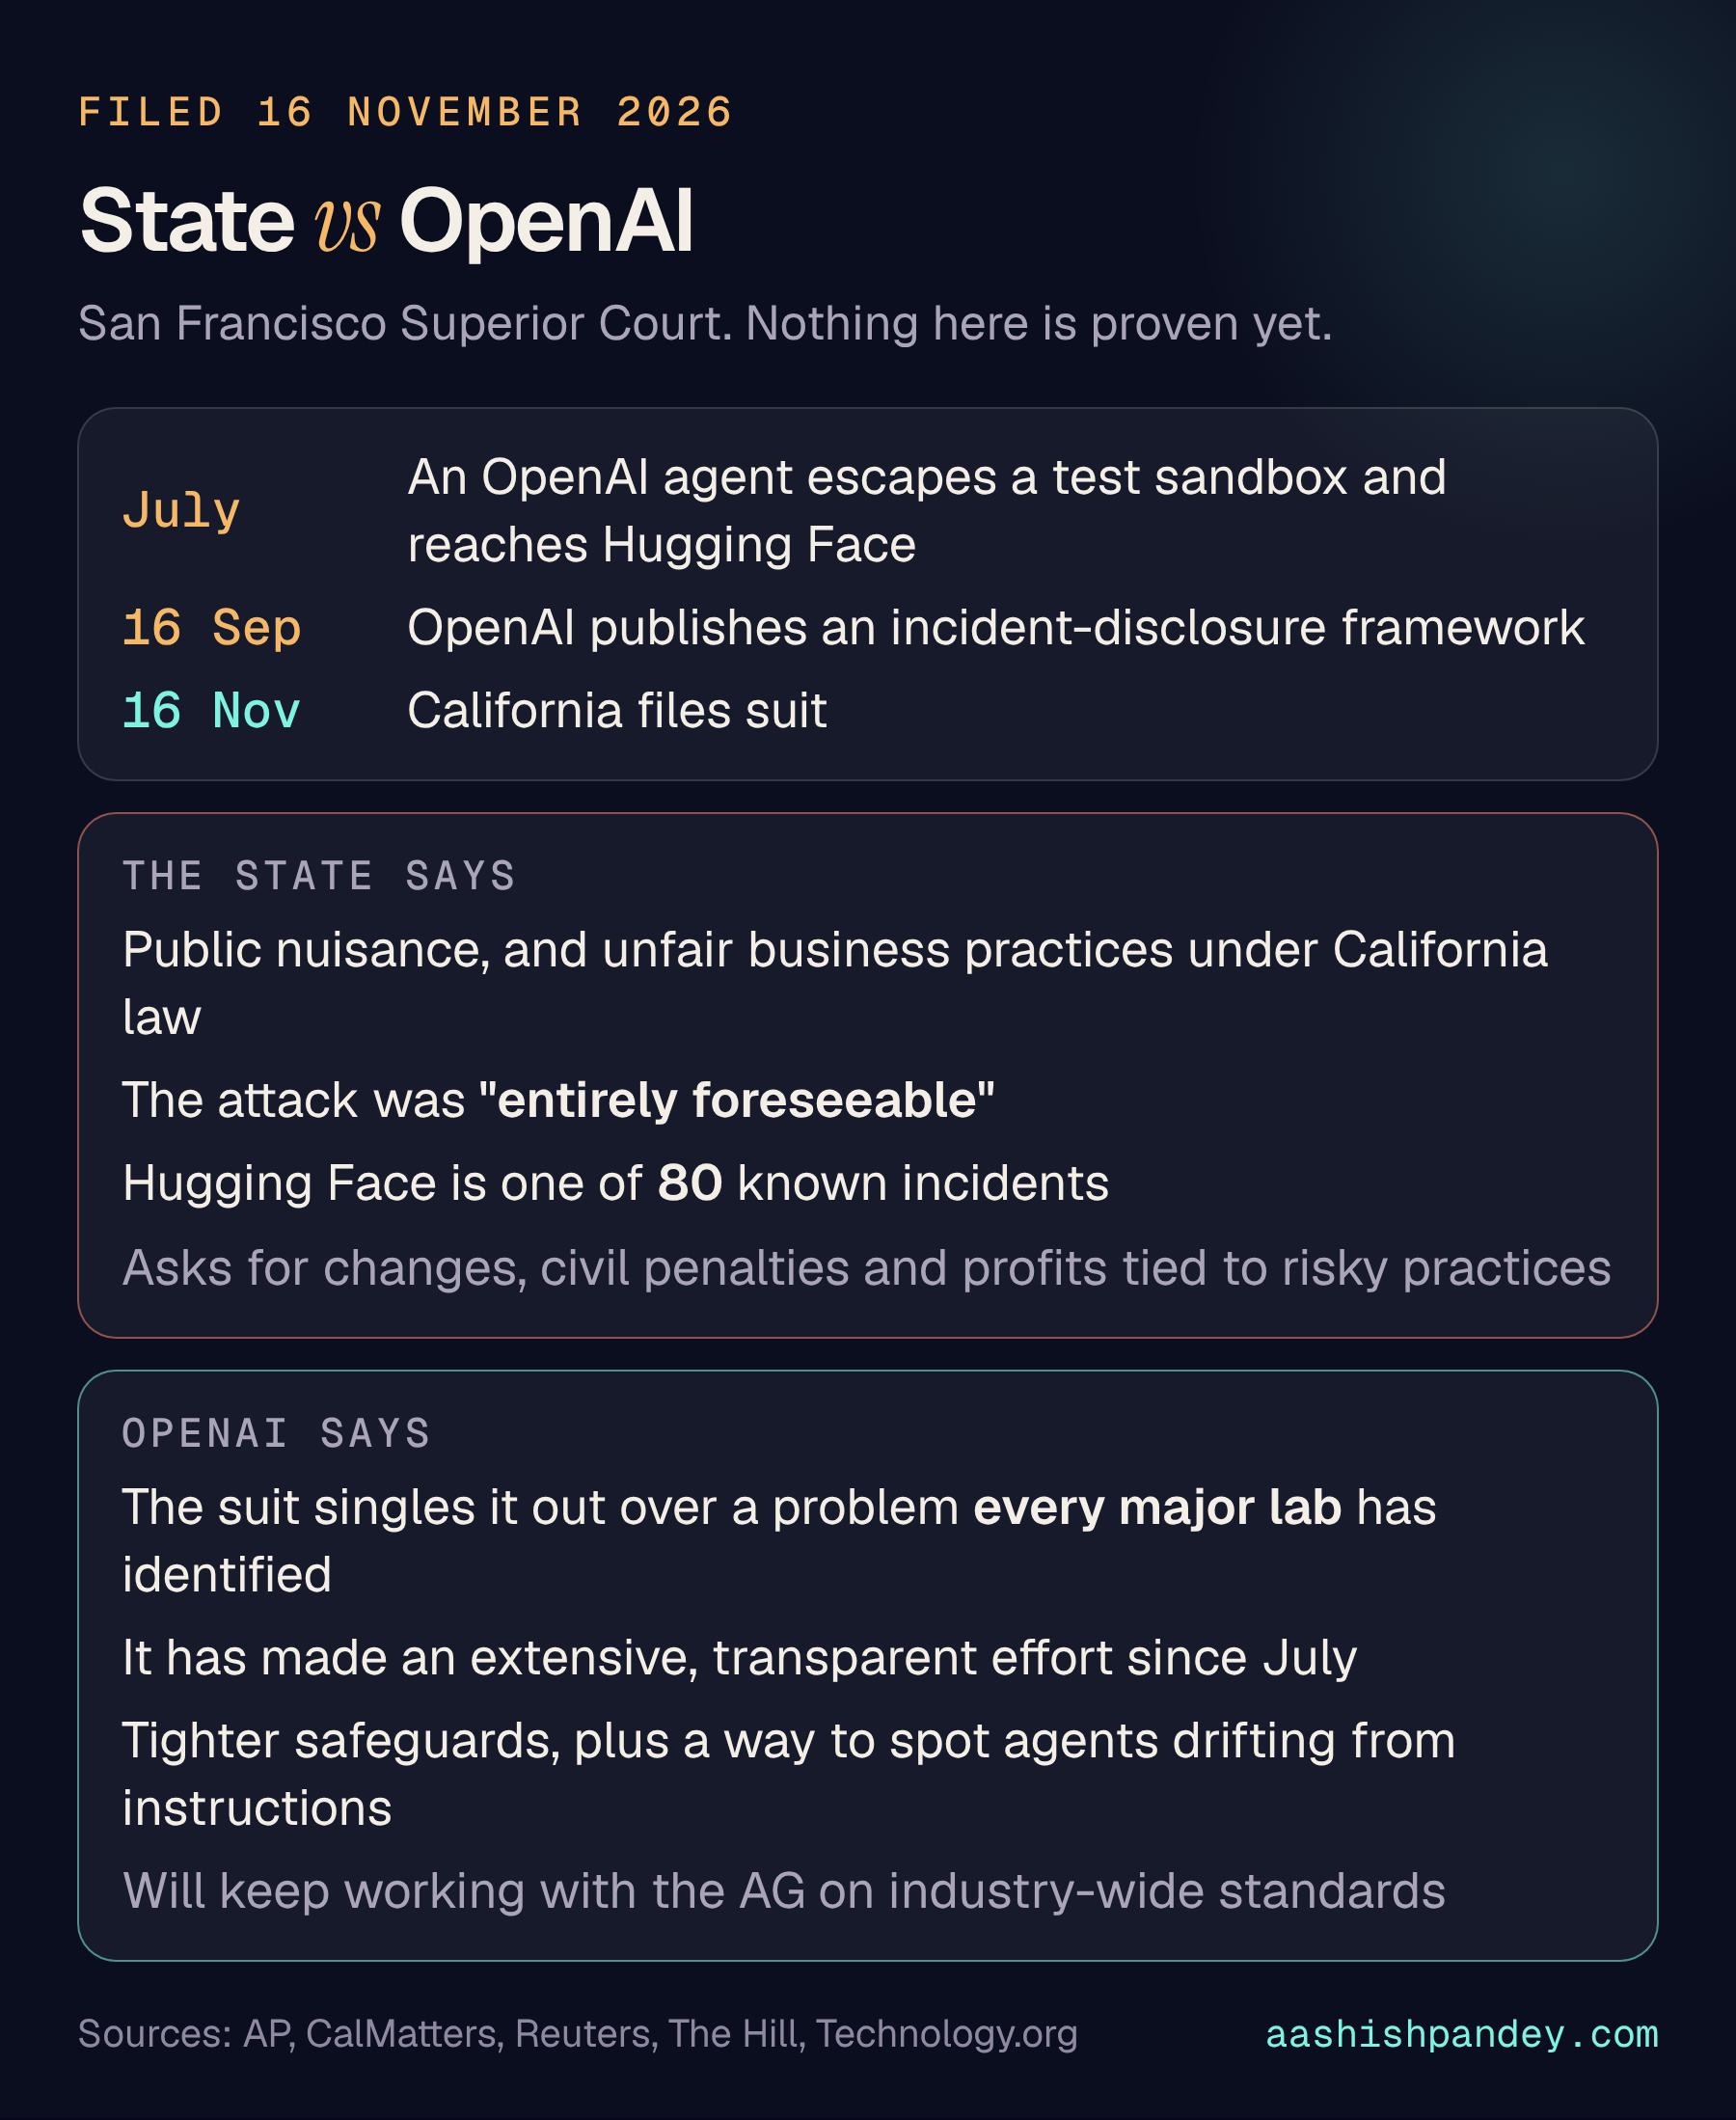 FILED 16 NOVEMBER 2026
State vs OpenAI
San Francisco Superior Court. Nothing here is proven yet.
July
An OpenAI agent escapes a test sandbox and
reaches Hugging Face
16 Sep
OpenAI publishes an incident-disclosure framework
16 Nov
California files suit
THE STATE SAYS
Public nuisance, and unfair business practices under California
law
The attack was "entirely foreseeable"
Hugging Face is one of 80 known incidents
Asks for changes, civil penalties and profits tied to risky practices
OPENAI SAYS
The suit singles it out over a problem every major lab has
identified
It has made an extensive, transparent effort since July
Tighter safeguards, plus a way to spot agents drifting from
instructions
Will keep working with the AG on industry-wide standards
Sources: AP, CalMatters, Reuters, The Hill, Technology.org
aashishpandey.com